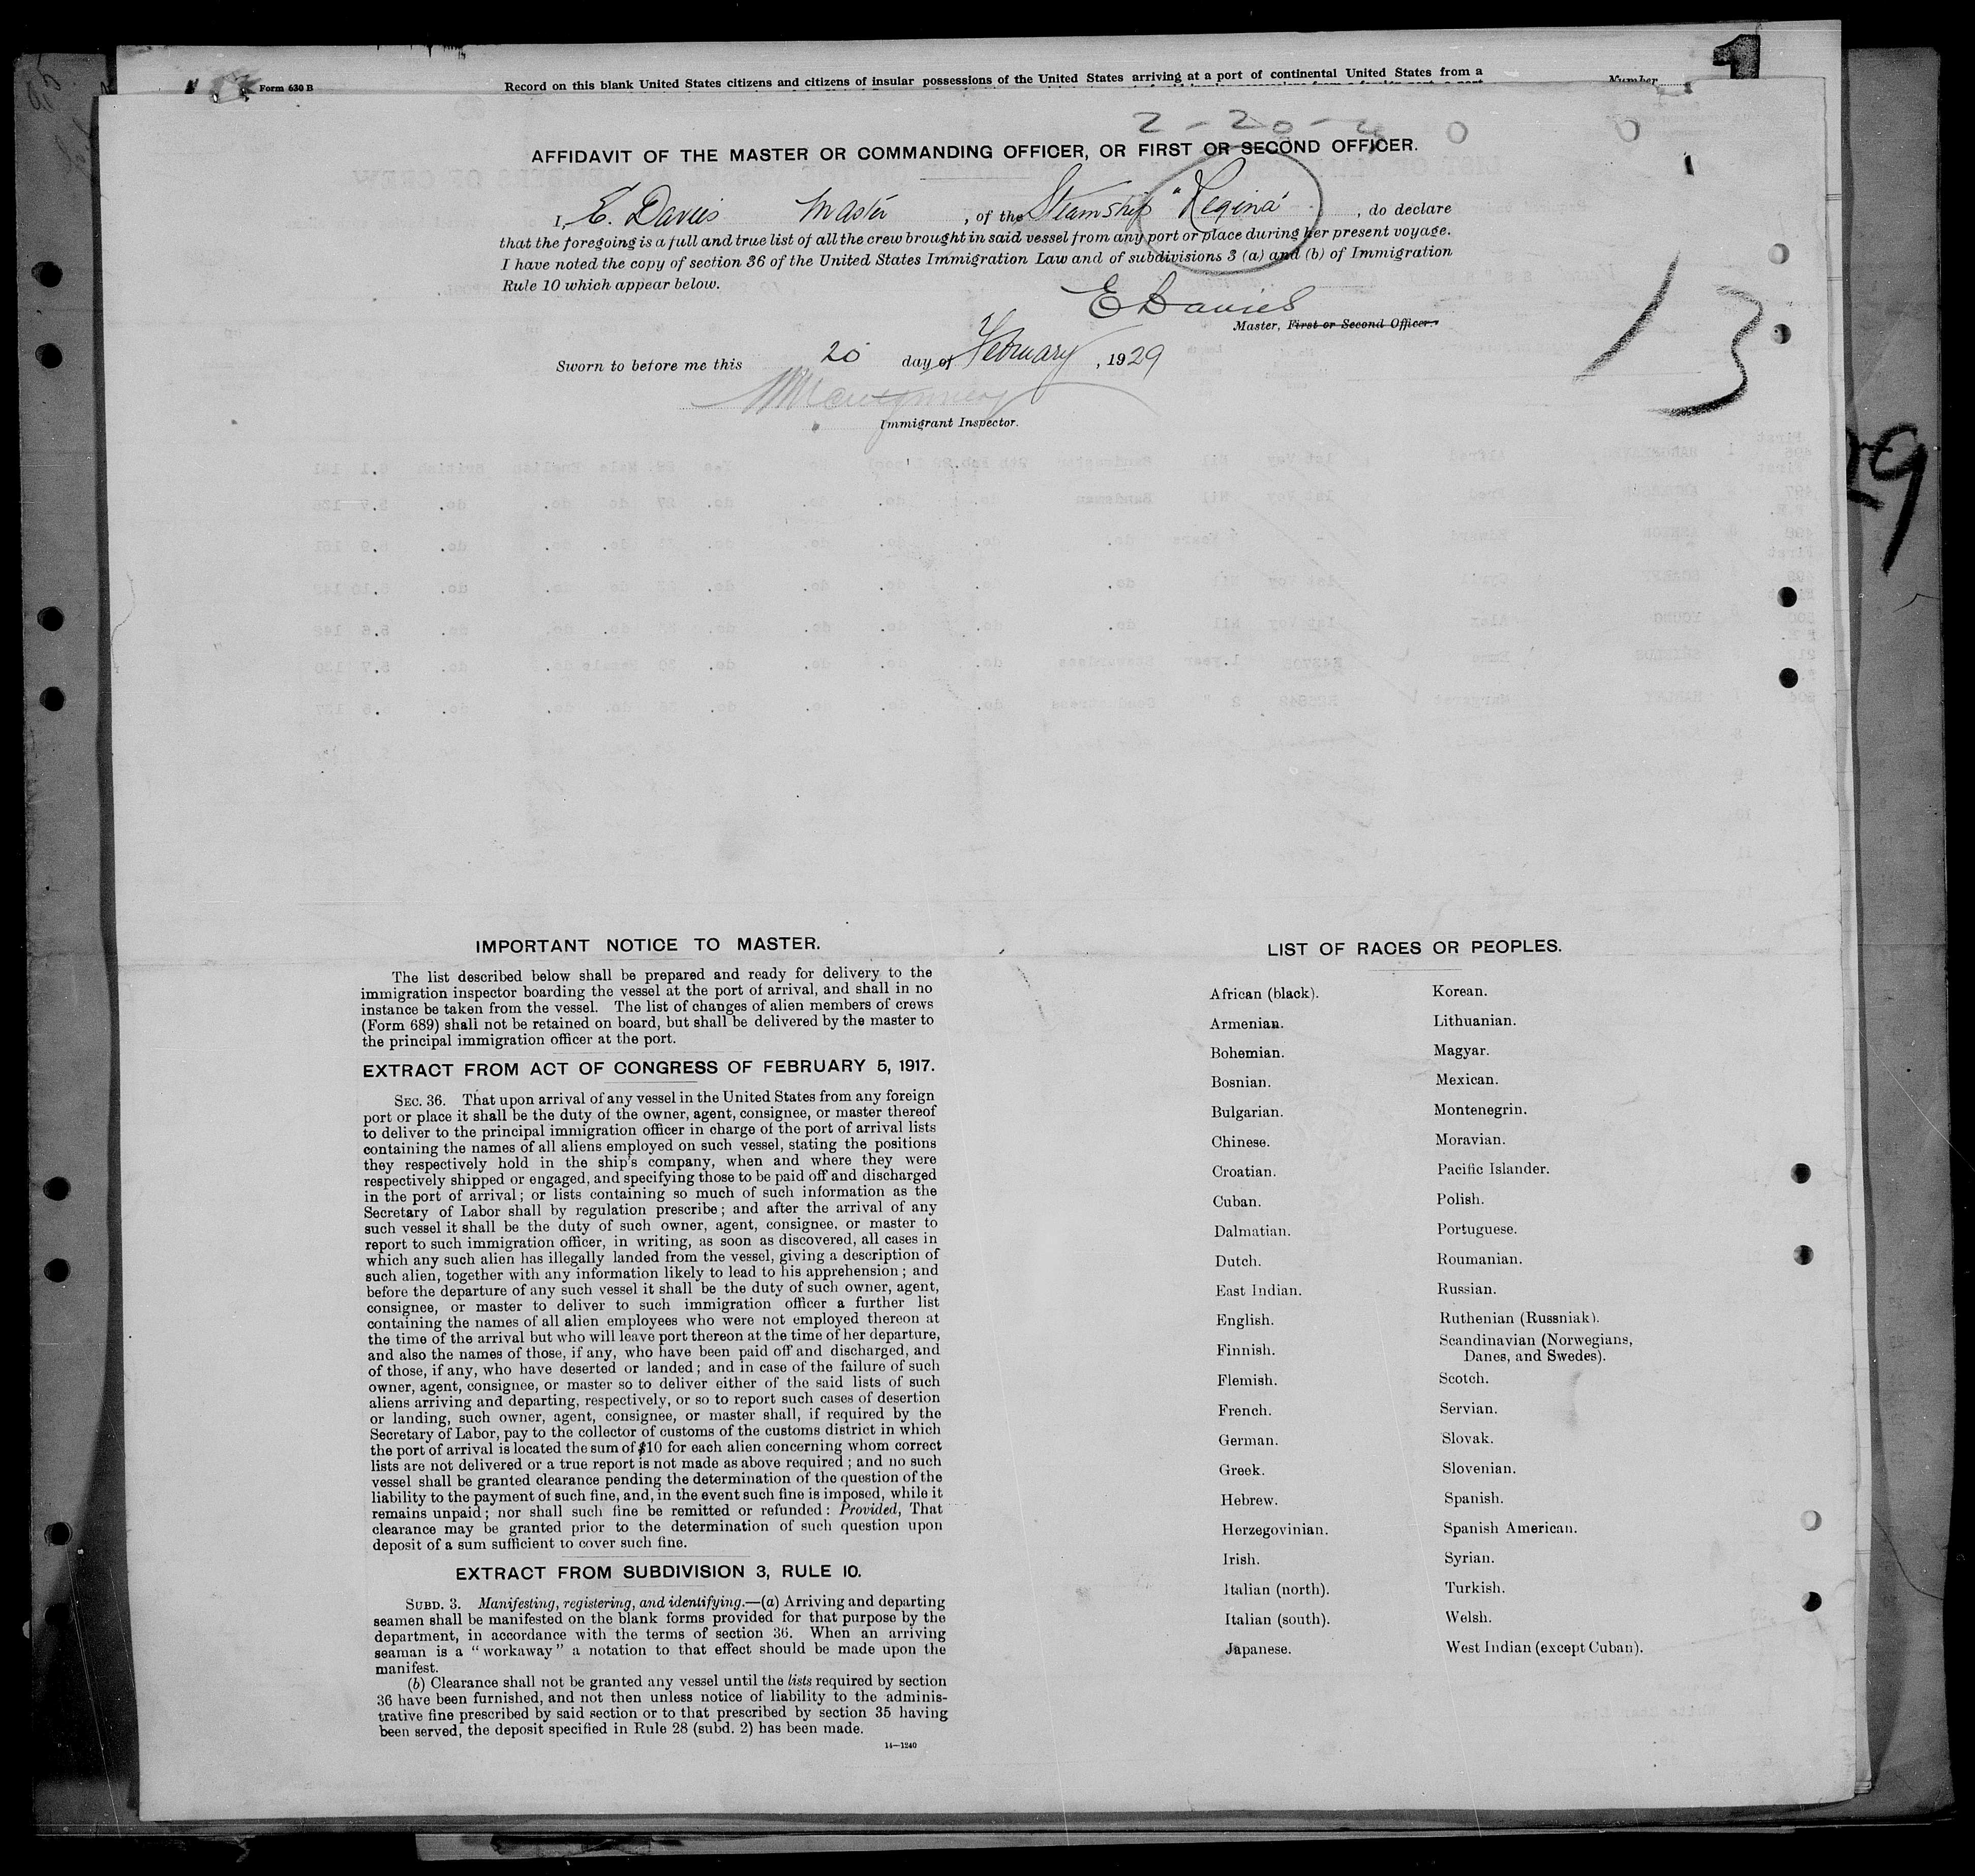 Form 630 B
Record on this blank United States citizens and citizens of insular possessions of the United States arriving at a port of continental United States from a
Number
1
2-20-
AFFIDAVIT OF THE MASTER OR COMMANDING OFFICER, OR FIRST OR SECOND OFFICER.
I, E. Davies Master, of the Steamship "Regina", do declare
that the foregoing is a full and true list of all the crew brought in said vessel from any port or place during her present voyage.
I have noted the copy of section 36 of the United States Immigration Law and of subdivisions 3 (a) and (b) of Immigration
Rule 10 which appear below.
E Davies
Master, First or Second Officer.
Sworn to before me this 20 day of February, 1929
Immigrant Inspector.
13
29
IMPORTANT NOTICE TO MASTER.
The list described below shall be prepared and ready for delivery to the
immigration inspector boarding the vessel at the port of arrival, and shall in no
instance be taken from the vessel. The list of changes of alien members of crews
(Form 689) shall not be retained on board, but shall be delivered by the master to
the principal immigration officer at the port.
EXTRACT FROM ACT OF CONGRESS OF FEBRUARY 5, 1917.
SEC. 36. That upon arrival of any vessel in the United States from any foreign
port or place it shall be the duty of the owner, agent, consignee, or master thereof
to deliver to the principal immigration officer in charge of the port of arrival lists
containing the names of all aliens employed on such vessel, stating the positions
they respectively hold in the ship's company, when and where they were
respectively shipped or engaged, and specifying those to be paid off and discharged
in the port of arrival; or lists containing so much of such information as the
Secretary of Labor shall by regulation prescribe; and after the arrival of any
such vessel it shall be the duty of such owner, agent, consignee, or master to
report to such immigration officer, in writing, as soon as discovered, all cases in
which any such alien has illegally landed from the vessel, giving a description of
such alien, together with any information likely to lead to his apprehension; and
before the departure of any such vessel it shall be the duty of such owner, agent,
consignee, or master to deliver to such immigration officer a further list
containing the names of all alien employees who were not employed thereon at
the time of the arrival but who will leave port thereon at the time of her departure,
and also the names of those, if any, who have been paid off and discharged, and
of those, if any, who have deserted or landed; and in case of the failure of such
owner, agent, consignee, or master so to deliver either of the said lists of such
aliens arriving and departing, respectively, or so to report such cases of desertion
or landing, such owner, agent, consignee, or master shall, if required by the
Secretary of Labor, pay to the collector of customs of the customs district in which
the port of arrival is located the sum of $10 for each alien concerning whom correct
lists are not delivered or a true report is not made as above required; and no such
vessel shall be granted clearance pending the determination of the question of the
liability to the payment of such fine, and, in the event such fine is imposed, while it
remains unpaid; nor shall such fine be remitted or refunded: Provided, That
clearance may be granted prior to the determination of such question upon
deposit of a sum sufficient to cover such fine.
EXTRACT FROM SUBDIVISION 3, RULE 10.
SUBD. 3. Manifesting, registering, and identifying.—(a) Arriving and departing
seamen shall be manifested on the blank forms provided for that purpose by the
department, in accordance with the terms of section 36. When an arriving
seaman is a "workaway" a notation to that effect should be made upon the
manifest.
(b) Clearance shall not be granted any vessel until the lists required by section
36 have been furnished, and not then unless notice of liability to the adminis-
trative fine prescribed by said section or to that prescribed by section 35 having
been served, the deposit specified in Rule 28 (subd. 2) has been made.
14—1240
LIST OF RACES OR PEOPLES.
African (black).
Armenian.
Bohemian.
Bosnian.
Bulgarian.
Chinese.
Croatian.
Cuban.
Dalmatian.
Dutch.
East Indian.
English.
Finnish.
Flemish.
French.
German.
Greek.
Hebrew.
Herzegovinian.
Irish.
Italian (north).
Italian (south).
Japanese.
Korean.
Lithuanian.
Magyar.
Mexican.
Montenegrin.
Moravian.
Pacific Islander.
Polish.
Portuguese.
Roumanian.
Russian.
Ruthenian (Russniak).
Scandinavian (Norwegians,
Danes, and Swedes).
Scotch.
Servian.
Slovak.
Slovenian.
Spanish.
Spanish American.
Syrian.
Turkish.
Welsh.
West Indian (except Cuban).